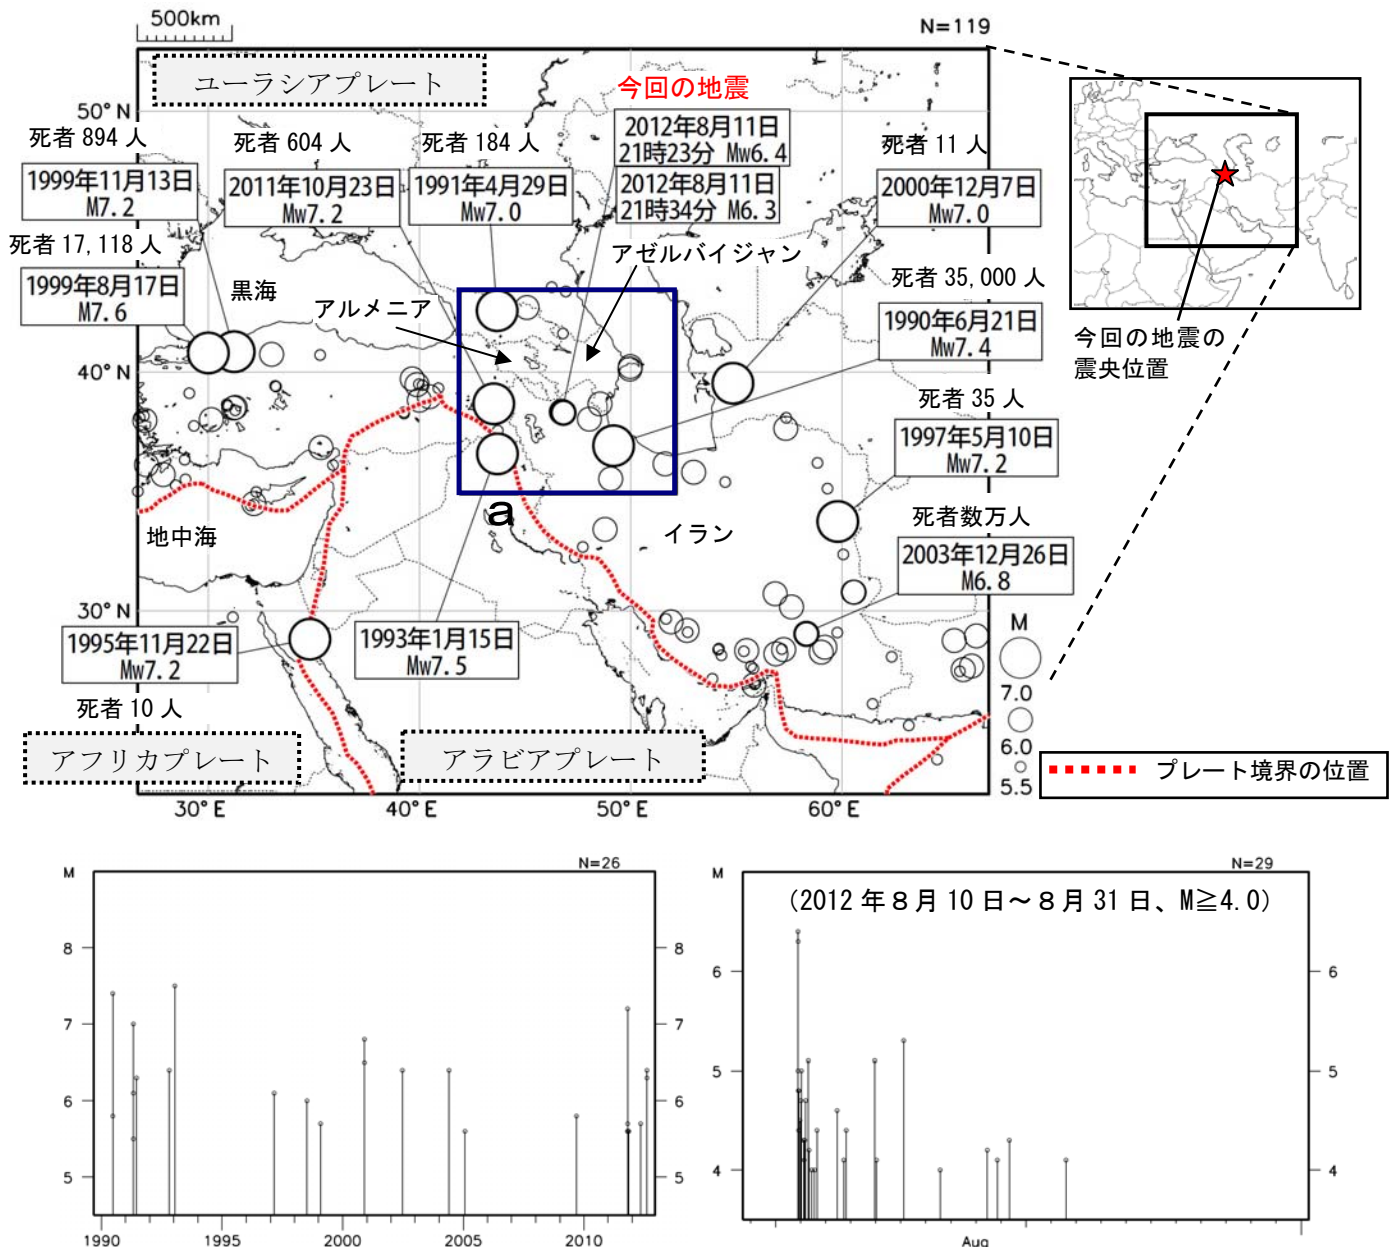 500km
N=119
ユーラシアプレート
今回の地震
50°N
死者 894 人
死者 604 人
死者 184 人
2012年8月11日
21時23分 Mw6.4
死者 11 人
1999年11月13日
M7.2
2011年10月23日
Mw7.2
1991年4月29日
Mw7.0
2012年8月11日
21時34分 M6.3
2000年12月7日
Mw7.0
死者 17,118 人
アゼルバイジャン
死者 35,000 人
1999年8月17日
M7.6
黒海
アルメニア
1990年6月21日
Mw7.4
今回の地震の
震央位置
40°N
死者 35 人
1997年5月10日
Mw7.2
a
地中海
イラン
死者数万人
2003年12月26日
M6.8
30°N
1995年11月22日
Mw7.2
1993年1月15日
Mw7.5
死者 10 人
M
7.0
6.0
5.5
アフリカプレート
アラビアプレート
プレート境界の位置
30°E
40°E
50°E
60°E
M
N=26
8
8
7
7
6
6
5
5
1990
1995
2000
2005
2010
M
N=29
(2012 年 8 月 10 日～8 月 31 日、M≧4.0)
6
6
5
5
4
4
Aug